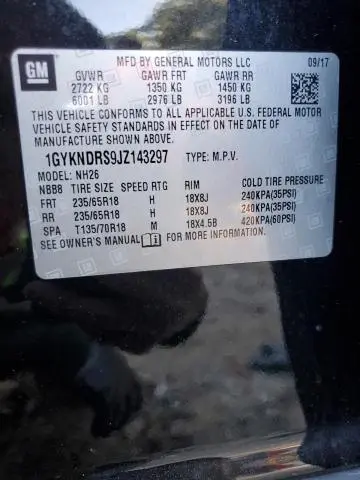 GM
MFD BY GENERAL MOTORS LLC 09/17
GVWR GAWR FRT GAWR RR
2722 KG 1350 KG 1450 KG
6001 LB 2976 LB 3196 LB
THIS VEHICLE CONFORMS TO ALL APPLICABLE U.S. FEDERAL MOTOR
VEHICLE SAFETY STANDARDS IN EFFECT ON THE DATE OF
MANUFACTURE SHOWN ABOVE.
1GYKNDRS9JZ143297 TYPE: M.P.V.
MODEL: NH26
NBB8 TIRE SIZE SPEED RTG RIM COLD TIRE PRESSURE
FRT 235/65R18 H 18X8J 240KPA(35PSI)
RR 235/65R18 H 18X8J 240KPA(35PSI)
SPA T135/70R18 M 18X4.5B 420KPA(60PSI)
SEE OWNER'S MANUAL FOR MORE INFORMATION.